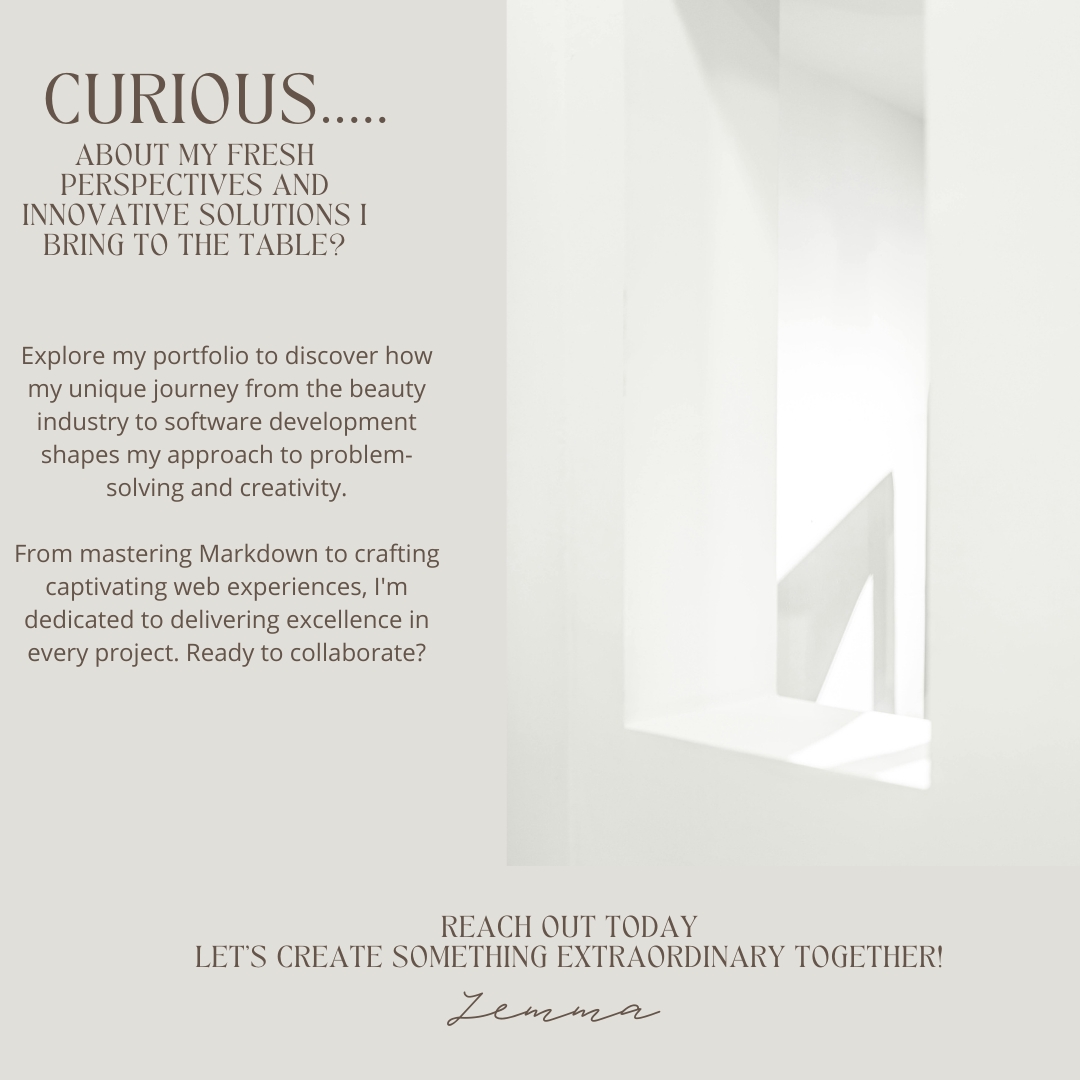 CURIOUS.....
ABOUT MY FRESH
PERSPECTIVES AND
INNOVATIVE SOLUTIONS I
BRING TO THE TABLE?
Explore my portfolio to discover how
my unique journey from the beauty
industry to software development
shapes my approach to problem-
solving and creativity.
From mastering Markdown to crafting
captivating web experiences, I'm
dedicated to delivering excellence in
every project. Ready to collaborate?
REACH OUT TODAY
LET'S CREATE SOMETHING EXTRAORDINARY TOGETHER!
Zemma